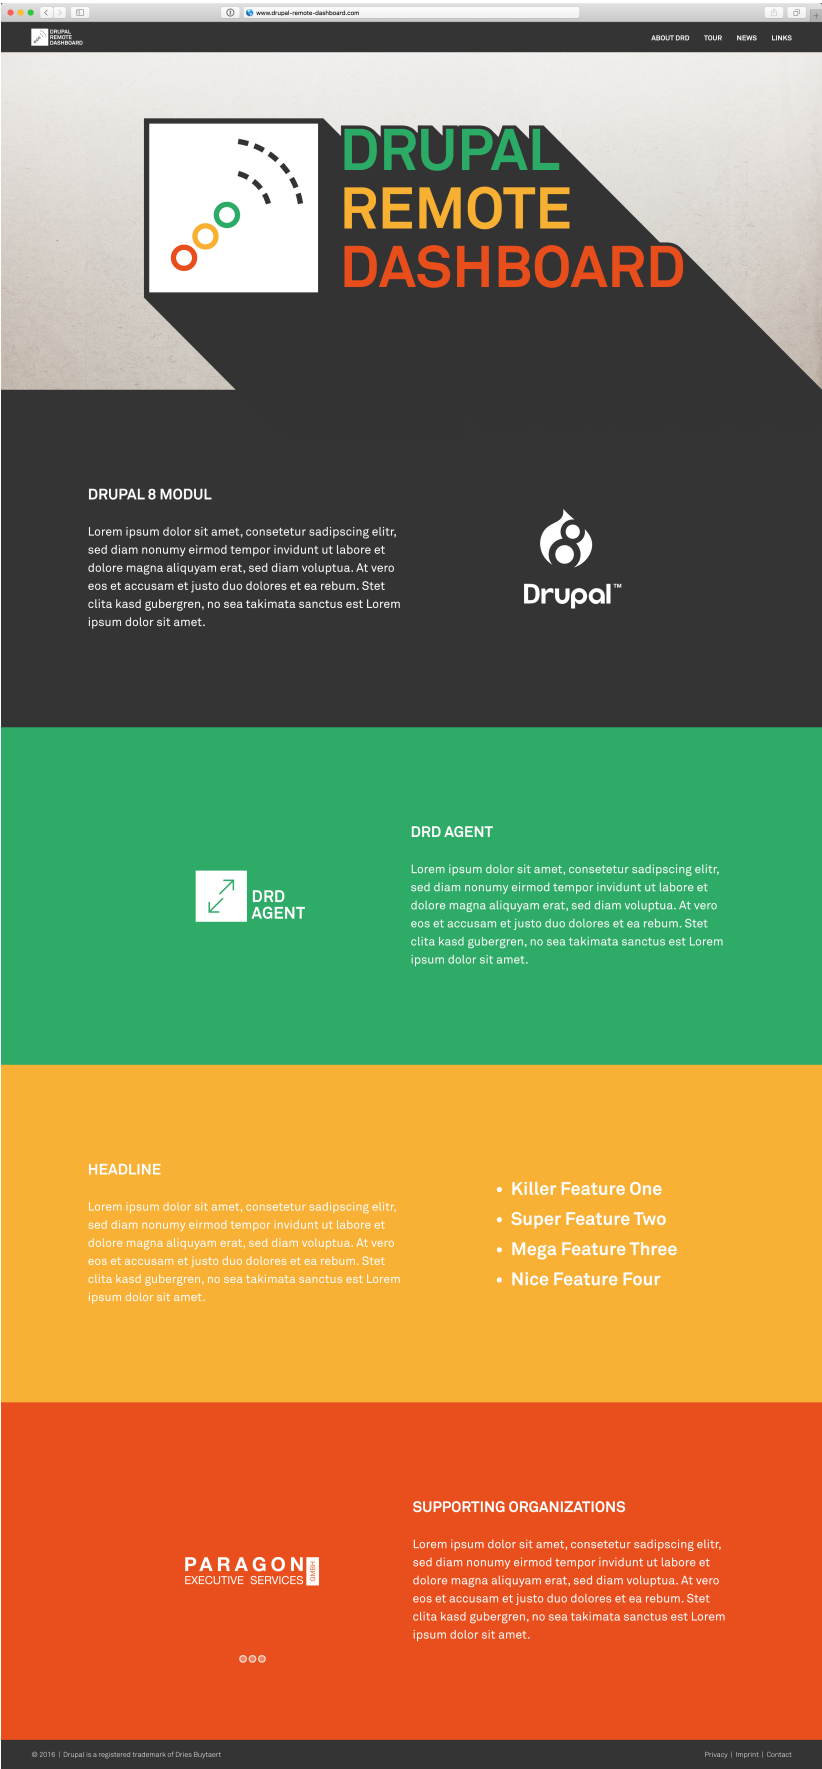 www.drupal-remote-dashboard.com
DRUPAL
REMOTE
DASHBOARD
ABOUT DRD TOUR NEWS LINKS
DRUPAL
REMOTE
DASHBOARD
DRUPAL 8 MODUL
Lorem ipsum dolor sit amet, consetetur sadipscing elitr,
sed diam nonumy eirmod tempor invidunt ut labore et
dolore magna aliquyam erat, sed diam voluptua. At vero
eos et accusam et justo duo dolores et ea rebum. Stet
clita kasd gubergren, no sea takimata sanctus est Lorem
ipsum dolor sit amet.
Drupal™
DRD
AGENT
DRD AGENT
Lorem ipsum dolor sit amet, consetetur sadipscing elitr,
sed diam nonumy eirmod tempor invidunt ut labore et
dolore magna aliquyam erat, sed diam voluptua. At vero
eos et accusam et justo duo dolores et ea rebum. Stet
clita kasd gubergren, no sea takimata sanctus est Lorem
ipsum dolor sit amet.
HEADLINE
Lorem ipsum dolor sit amet, consetetur sadipscing elitr,
sed diam nonumy eirmod tempor invidunt ut labore et
dolore magna aliquyam erat, sed diam voluptua. At vero
eos et accusam et justo duo dolores et ea rebum. Stet
clita kasd gubergren, no sea takimata sanctus est Lorem
ipsum dolor sit amet.
• Killer Feature One
• Super Feature Two
• Mega Feature Three
• Nice Feature Four
PARAGON
EXECUTIVE SERVICES
GMBH
SUPPORTING ORGANIZATIONS
Lorem ipsum dolor sit amet, consetetur sadipscing elitr,
sed diam nonumy eirmod tempor invidunt ut labore et
dolore magna aliquyam erat, sed diam voluptua. At vero
eos et accusam et justo duo dolores et ea rebum. Stet
clita kasd gubergren, no sea takimata sanctus est Lorem
ipsum dolor sit amet.
© 2016 | Drupal is a registered trademark of Dries Buytaert
Privacy | Imprint | Contact